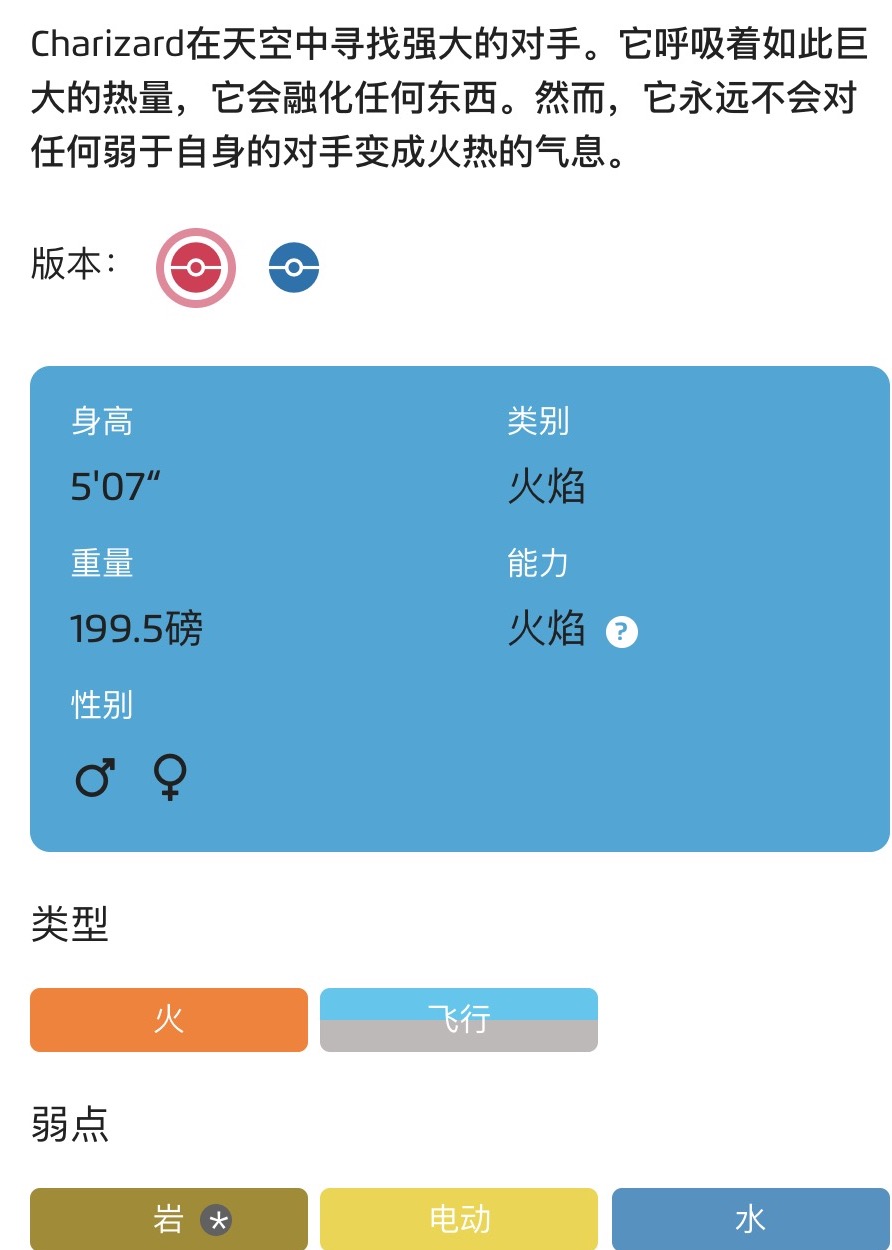 Charizard在天空中寻找强大的对手。它呼吸着如此巨
大的热量，它会融化任何东西。然而，它永远不会对
任何弱于自身的对手变成火热的气息。
版本：
身高
类别
5'07“
火焰
重量
能力
199.5磅
火焰 ?
性别
♂ ♀
类型
火
飞行
弱点
岩 *
电动
水